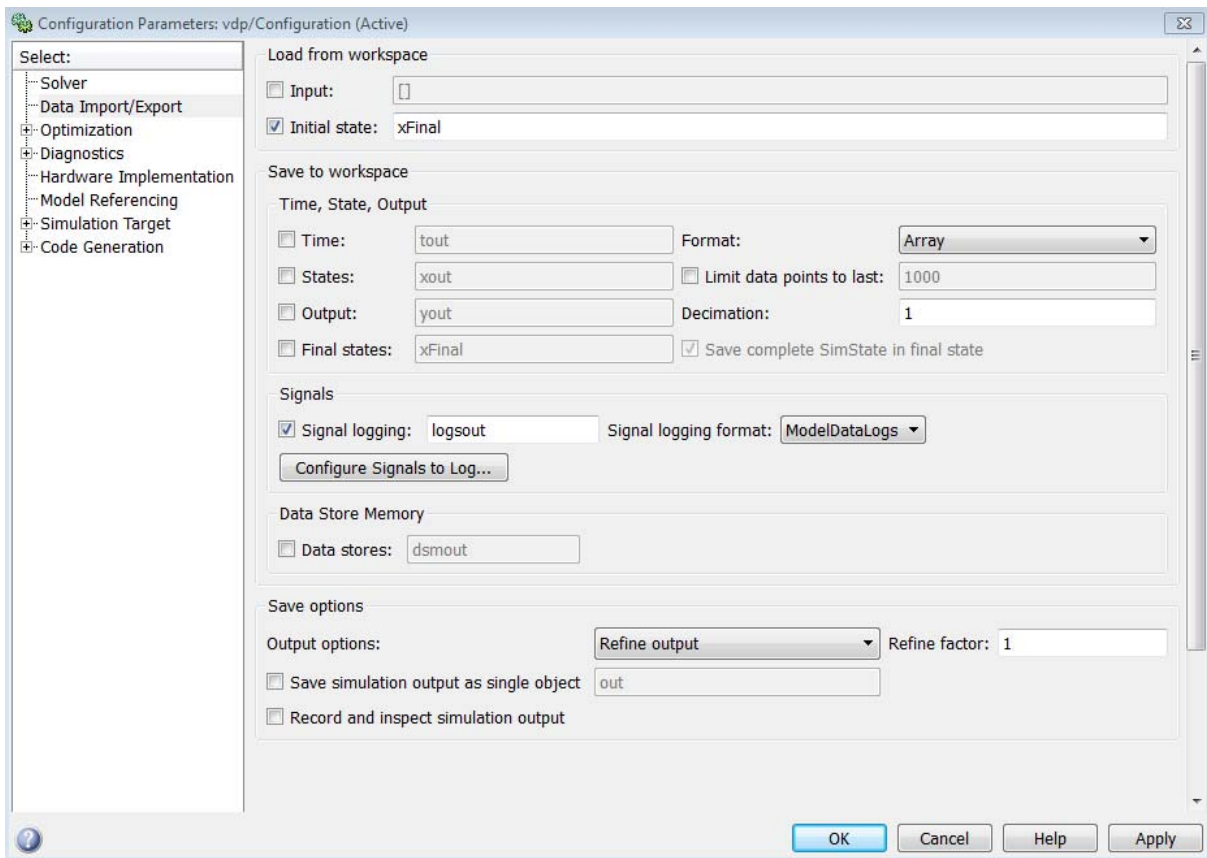 Configuration Parameters: vdp/Configuration (Active)
Select:
Solver
Data Import/Export
Optimization
Diagnostics
Hardware Implementation
Model Referencing
Simulation Target
Code Generation
Load from workspace
Input: []
Initial state: xFinal
Save to workspace
Time, State, Output
Time: tout Format: Array
States: xout Limit data points to last: 1000
Output: yout Decimation: 1
Final states: xFinal Save complete SimState in final state
Signals
Signal logging: logsout Signal logging format: ModelDataLogs
Configure Signals to Log...
Data Store Memory
Data stores: dsmout
Save options
Output options: Refine output Refine factor: 1
Save simulation output as single object out
Record and inspect simulation output
OK Cancel Help Apply